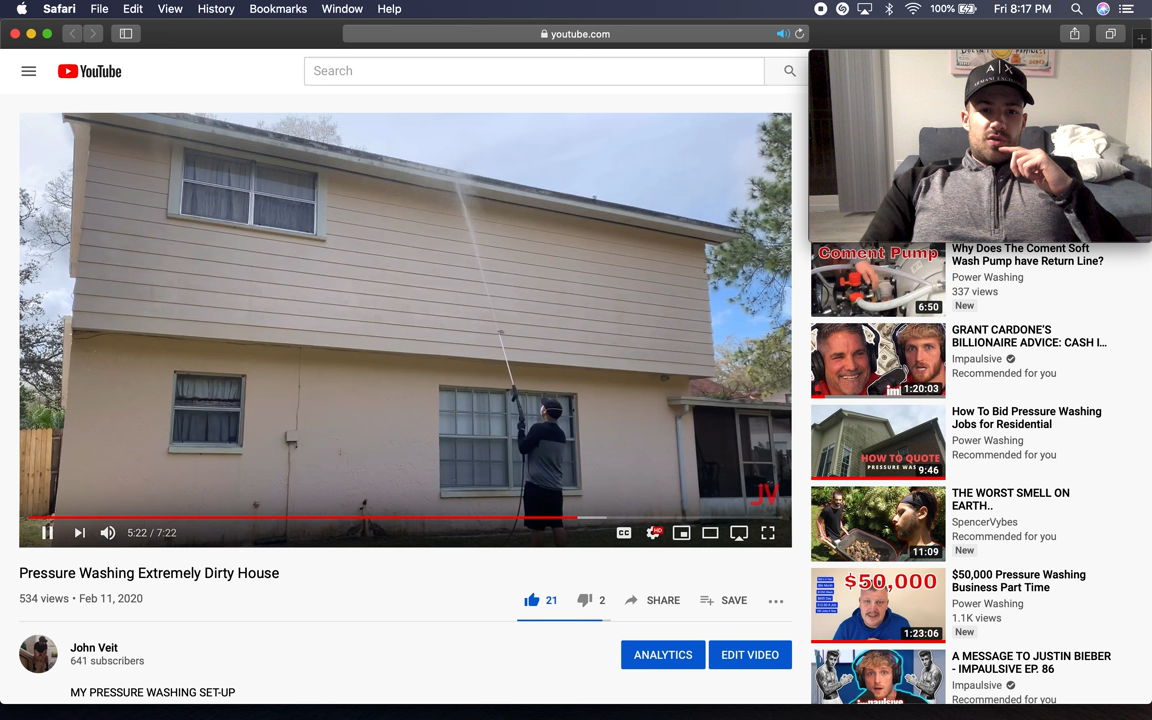 Safari File Edit View History Bookmarks Window Help 100% Fri 8:17 PM
youtube.com
YouTube Search
A|X
ARMANI EXCHANGE
JV
5:22 / 7:22 CC HD
Pressure Washing Extremely Dirty House
534 views • Feb 11, 2020
21 2 SHARE SAVE
John Veit
641 subscribers
ANALYTICS EDIT VIDEO
MY PRESSURE WASHING SET-UP
Coment Pump
6:50
Why Does The Coment Soft
Wash Pump have Return Line?
Power Washing
337 views
New
1:20:03
GRANT CARDONE'S
BILLIONAIRE ADVICE: CASH I...
Impaulsive
Recommended for you
HOW TO QUOTE
9:46
How To Bid Pressure Washing
Jobs for Residential
Power Washing
Recommended for you
11:09
THE WORST SMELL ON
EARTH..
SpencerVybes
Recommended for you
New
$50,000
1:23:06
$50,000 Pressure Washing
Business Part Time
Power Washing
1.1K views
New
A MESSAGE TO JUSTIN BIEBER
- IMPAULSIVE EP. 86
Impaulsive
Recommended for you